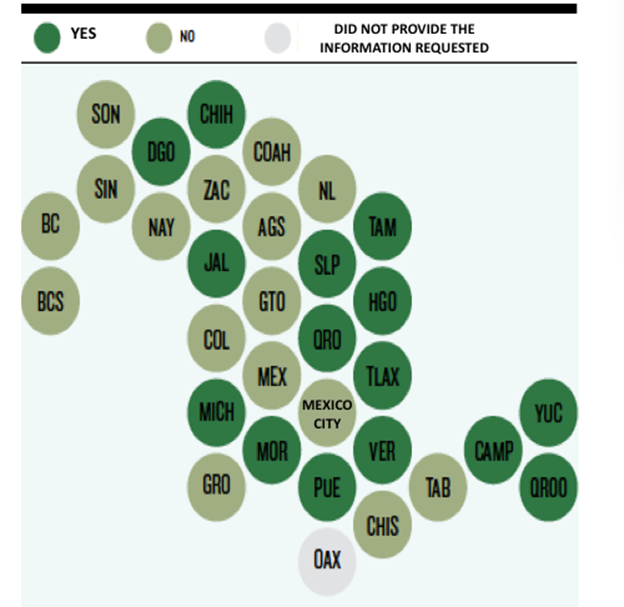 YES
NO
DID NOT PROVIDE THE
INFORMATION REQUESTED
SON
CHIH
DGO
COAH
SIN
ZAC
NL
BC
NAY
AGS
TAM
JAL
SLP
BCS
GTO
HGO
COL
QRO
MEX
TLAX
MICH
MEXICO
CITY
YUC
MOR
VER
CAMP
GRO
PUE
TAB
QROO
CHIS
OAX